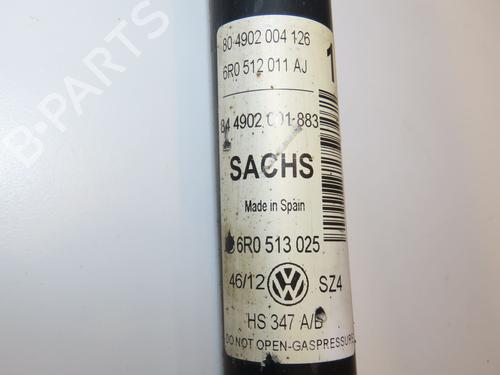 80 4902 004 126
6R0 512 011 AJ
84 4902 001 883
SACHS
Made in Spain
6R0 513 025
46/12 SZ4
HS 347 A/B
DO NOT OPEN-GASPRESSURE
1
B-PARTS